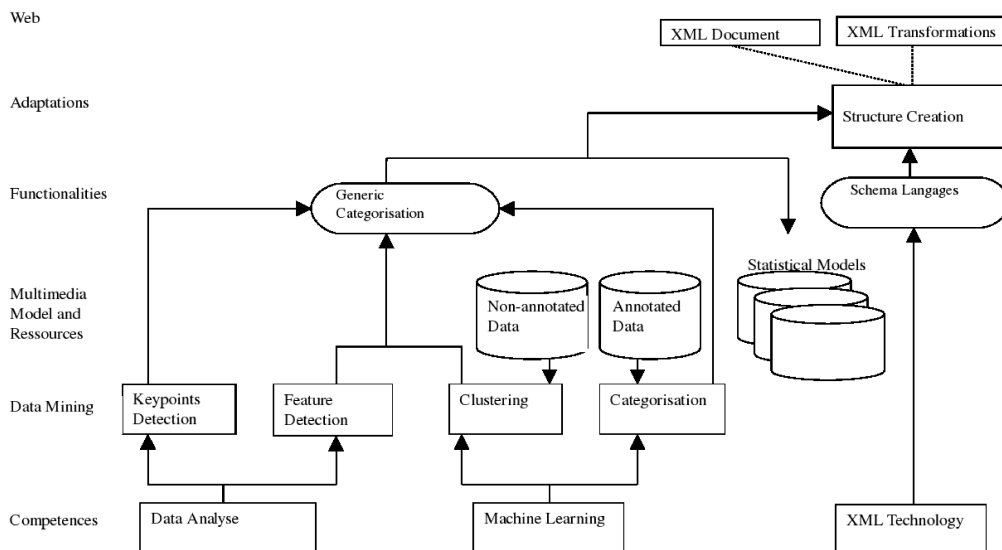 Web
XML Document
XML Transformations
Adaptations
Structure Creation
Functionalities
Generic
Categorisation
Schema Langages
Multimedia
Model and
Ressources
Non-annotated
Data
Annotated
Data
Statistical Models
Data Mining
Keypoints
Detection
Feature
Detection
Clustering
Categorisation
Competences
Data Analyse
Machine Learning
XML Technology